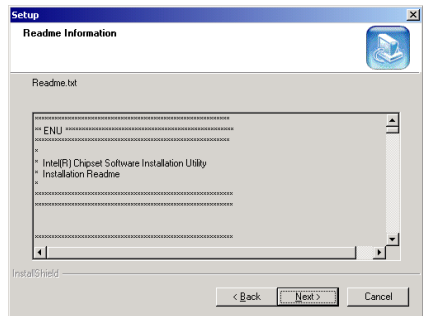 Setup
Readme Information
Readme.txt
************************************************************
** ENU ******************************************************
************************************************************
*
* Intel(R) Chipset Software Installation Utility
* Installation Readme
*
*************************************************************
*************************************************************
*************************************************************
InstallShield
< Back
Next >
Cancel